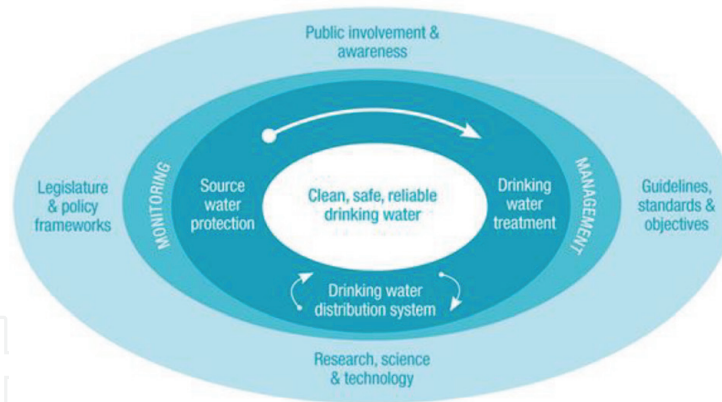 Public involvement &
awareness
Legislature
& policy
frameworks
MONITORING
Source
water
protection
Clean, safe, reliable
drinking water
Drinking
water
treatment
MANAGEMENT
Guidelines,
standards &
objectives
Drinking water
distribution system
Research, science
& technology